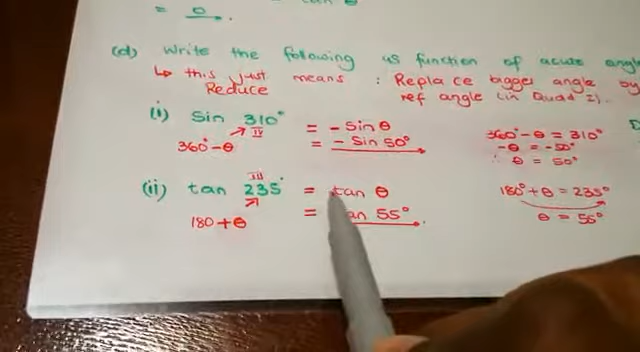 = 0.
(d) Write the following as function of acute angle
↳ this just means : Replace bigger angle by
Reduce ref angle (in Quad 1).
(i) sin 310° = - sin θ
IV
360° - θ = - sin 50°
360° - θ = 310°
- θ = - 50°
θ = 50°
III
(ii) tan 235° = tan θ
180 + θ = an 55°.
180° + θ = 235°
θ = 55°